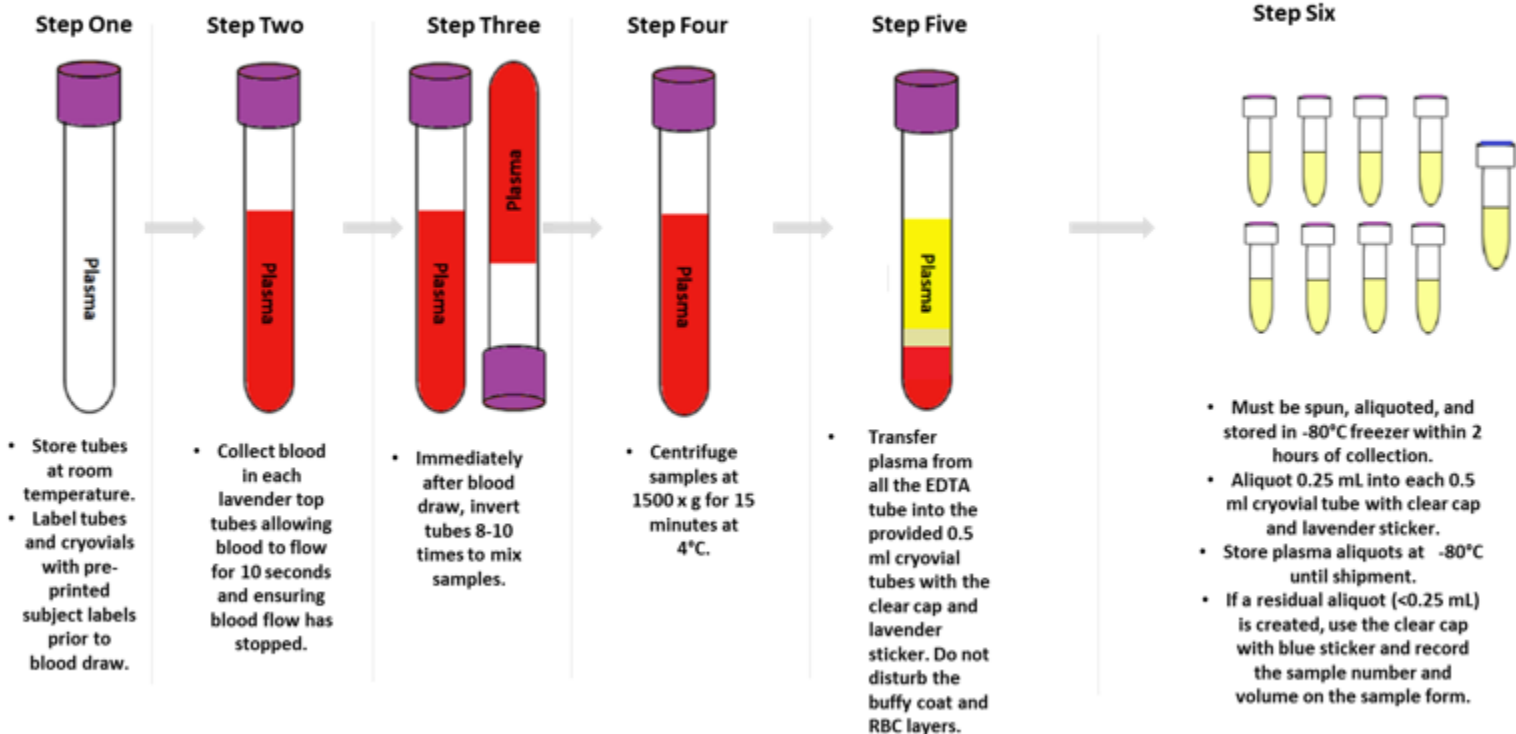 Step One
Plasma
• Store tubes
at room
temperature.
• Label tubes
and cryovials
with pre-
printed
subject labels
prior to
blood draw.
Step Two
Plasma
• Collect blood
in each
lavender top
tubes allowing
blood to flow
for 10 seconds
and ensuring
blood flow has
stopped.
Step Three
Plasma
Plasma
• Immediately
after blood
draw, invert
tubes 8-10
times to mix
samples.
Step Four
Plasma
• Centrifuge
samples at
1500 x g for 15
minutes at
4°C.
Step Five
Plasma
• Transfer
plasma from
all the EDTA
tube into the
provided 0.5
ml cryovial
tubes with the
clear cap and
lavender
sticker. Do not
disturb the
buffy coat and
RBC layers.
Step Six
• Must be spun, aliquoted, and
stored in -80°C freezer within 2
hours of collection.
• Aliquot 0.25 mL into each 0.5
ml cryovial tube with clear cap
and lavender sticker.
• Store plasma aliquots at -80°C
until shipment.
• If a residual aliquot (<0.25 mL)
is created, use the clear cap
with blue sticker and record
the sample number and
volume on the sample form.